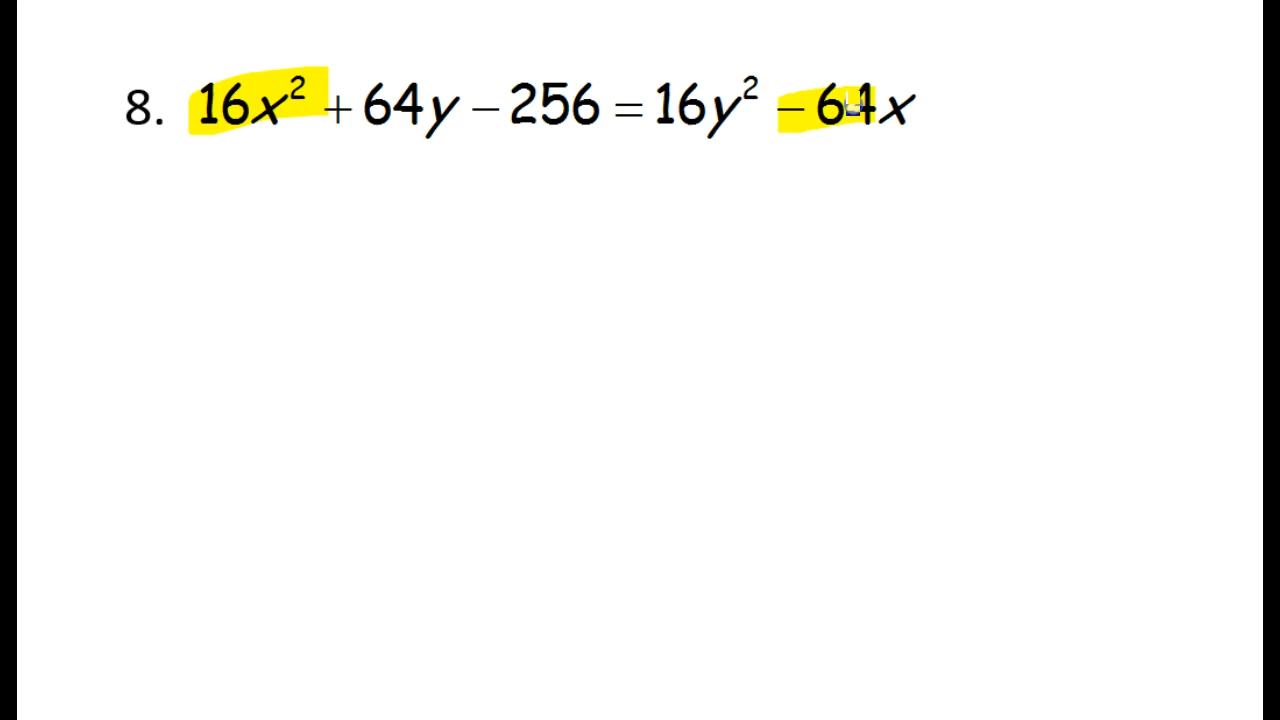 8. 16x² + 64y − 256 = 16y² − 64x